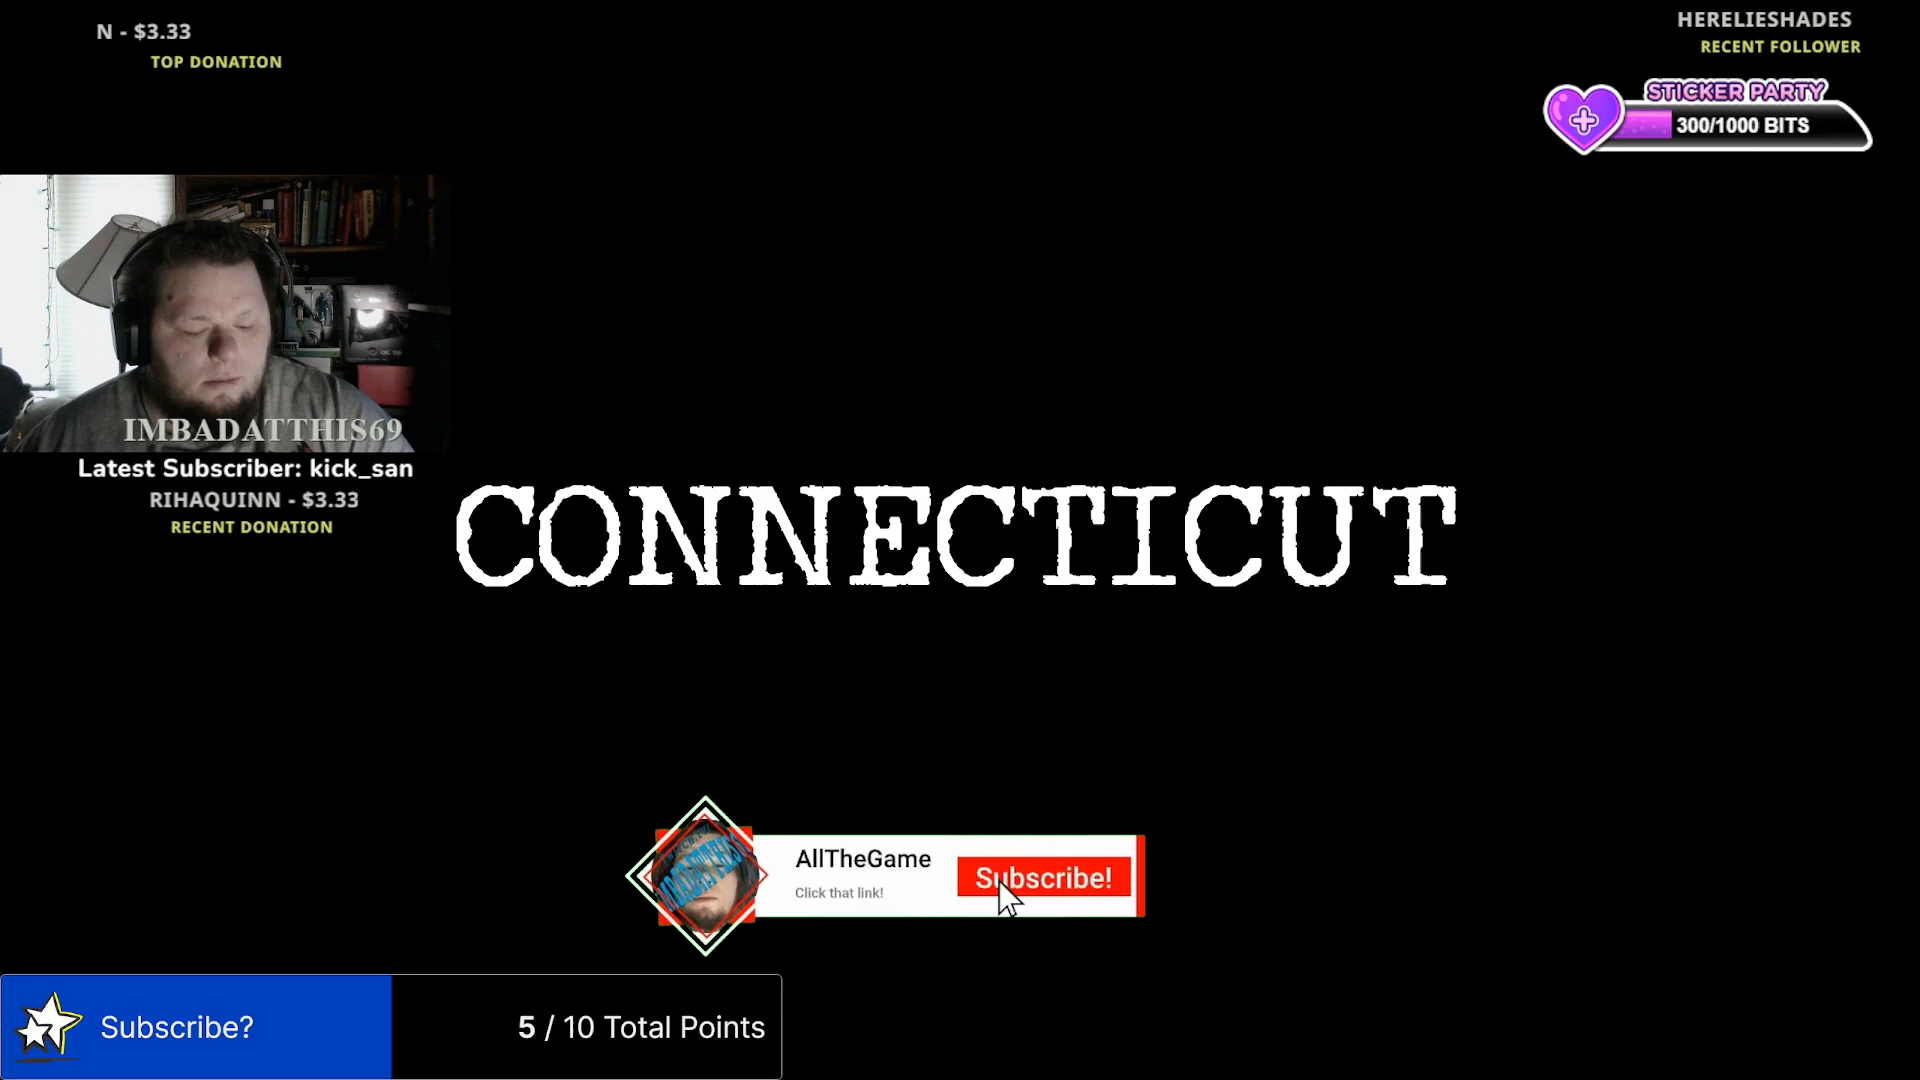 N - $3.33
TOP DONATION
HERELIESHADES
RECENT FOLLOWER
STICKER PARTY
300/1000 BITS
IMBADATTHIS69
Latest Subscriber: kick_san
RIHAQUINN - $3.33
RECENT DONATION
CONNECTICUT
AllTheGame
Click that link!
Subscribe!
Subscribe?
5 / 10 Total Points